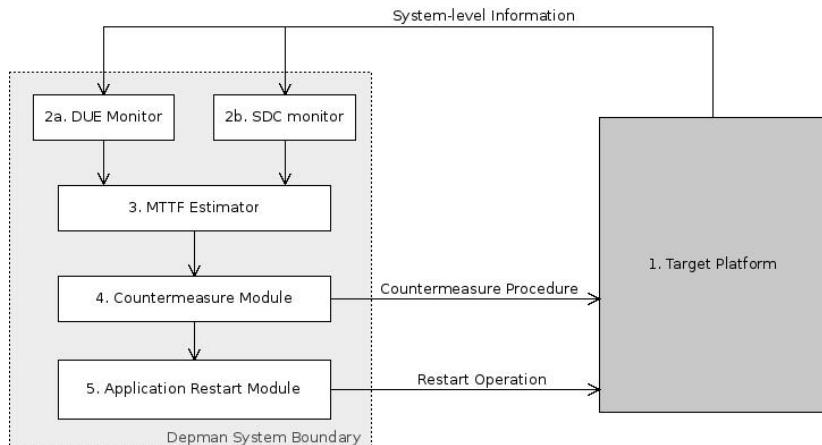 System-level Information
2a. DUE Monitor
2b. SDC monitor
3. MTTF Estimator
1. Target Platform
4. Countermeasure Module
Countermeasure Procedure
5. Application Restart Module
Restart Operation
Depman System Boundary